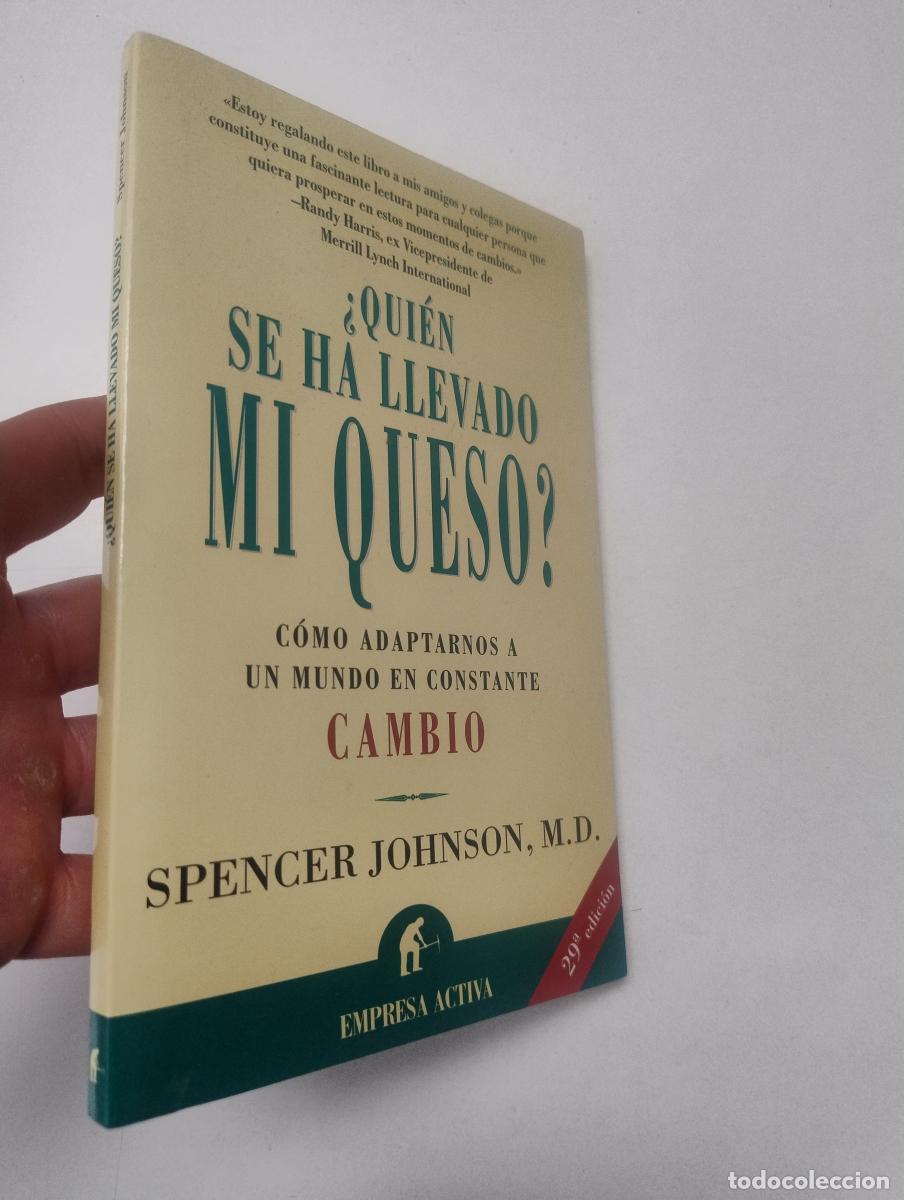 «Estoy regalando este libro a mis amigos y colegas porque
constituye una fascinante lectura para cualquier persona que
quiera prosperar en estos momentos de cambios.»
–Randy Harris, ex Vicepresidente de
Merrill Lynch International
¿QUIÉN
SE HA LLEVADO
MI QUESO?
CÓMO ADAPTARNOS A
UN MUNDO EN CONSTANTE
CAMBIO
SPENCER JOHNSON, M.D.
EMPRESA ACTIVA
29ª edición
Spencer Johnson
¿QUIÉN SE HA LLEVADO MI QUESO?
todocoleccion